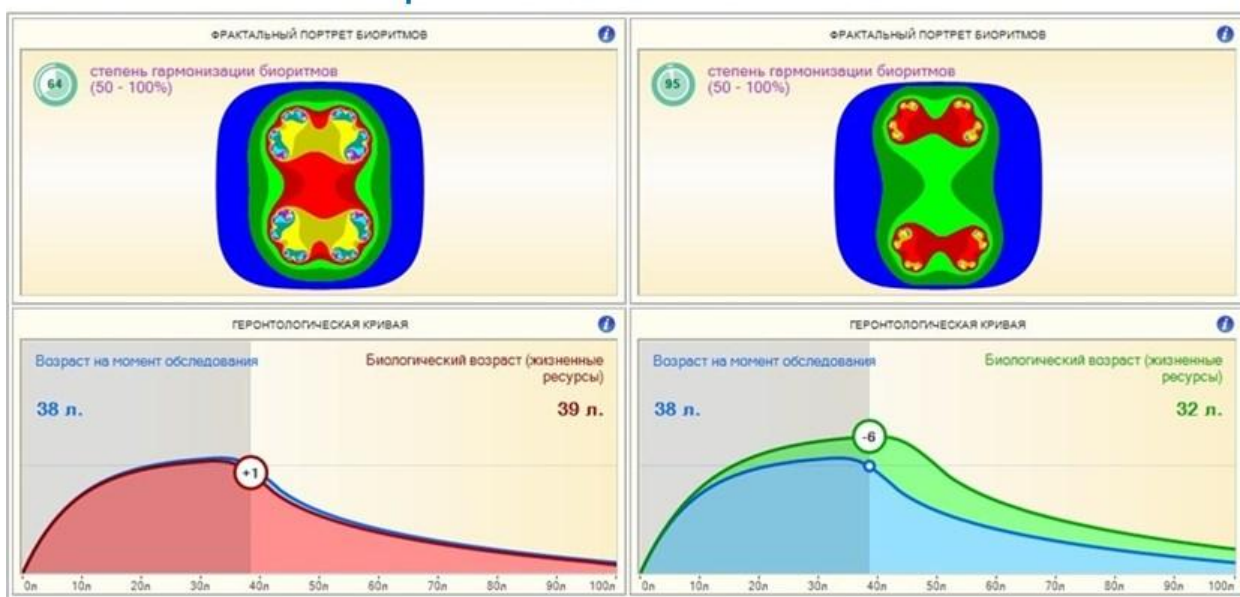 ФРАКТАЛЬНЫЙ ПОРТРЕТ БИОРИТМОВ
64
степень гармонизации биоритмов
(50 - 100%)
ФРАКТАЛЬНЫЙ ПОРТРЕТ БИОРИТМОВ
95
степень гармонизации биоритмов
(50 - 100%)
ГЕРОНТОЛОГИЧЕСКАЯ КРИВАЯ
Возраст на момент обследования
Биологический возраст (жизненные
ресурсы)
38 л.
39 л.
+1
0л 10л 20л 30л 40л 50л 60л 70л 80л 90л 100л
ГЕРОНТОЛОГИЧЕСКАЯ КРИВАЯ
Возраст на момент обследования
Биологический возраст (жизненные
ресурсы)
38 л.
32 л.
-6
0л 10л 20л 30л 40л 50л 60л 70л 80л 90л 100л